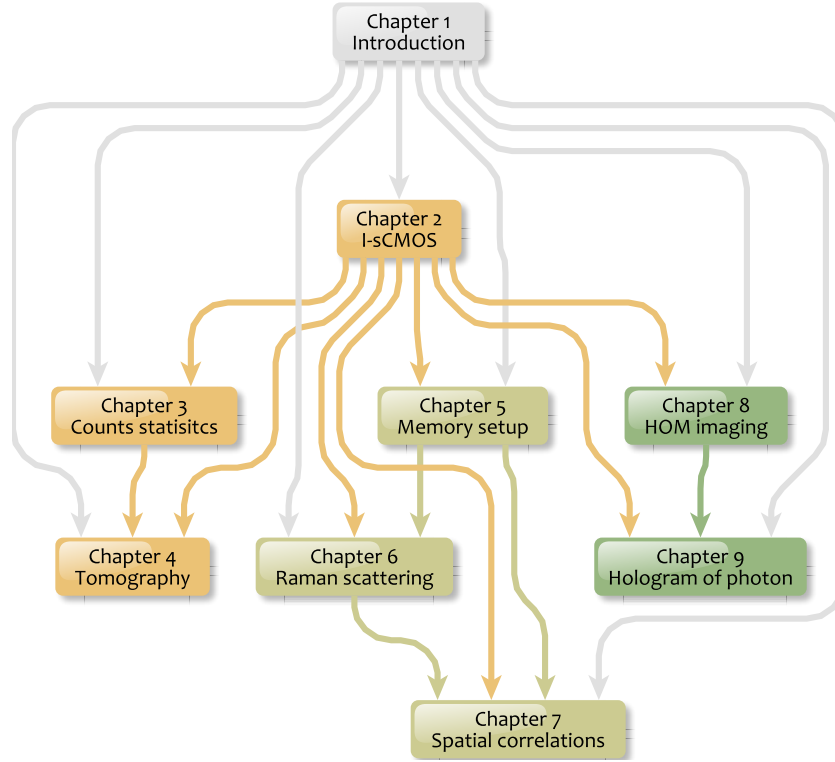 Chapter 1
Introduction
Chapter 2
I-sCMOS
Chapter 3
Counts statisitcs
Chapter 5
Memory setup
Chapter 8
HOM imaging
Chapter 4
Tomography
Chapter 6
Raman scattering
Chapter 9
Hologram of photon
Chapter 7
Spatial correlations